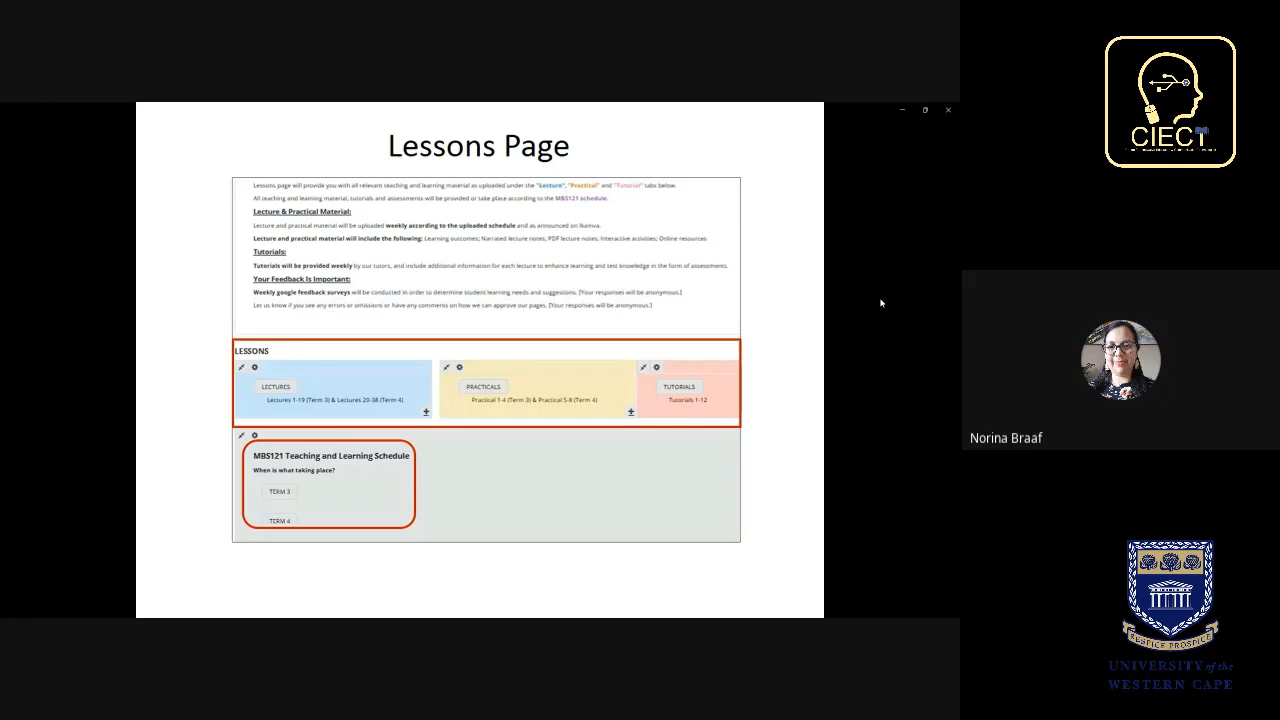 Lessons Page
Lessons page will provide you with all relevant teaching and learning material as uploaded under the "Lecture", "Practical" and "Tutorial" tabs below.
All teaching and learning material, tutorials and assessments will be provided or take place according to the MBS121 schedule.
Lecture & Practical Material:
Lecture and practical material will be uploaded weekly according to the uploaded schedule and as announced on Ikamva.
Lecture and practical material will include the following: Learning outcomes; Narrated lecture notes, PDF lecture notes; Interactive activities; Online resources
Tutorials:
Tutorials will be provided weekly by our tutors, and include additional information for each lecture to enhance learning and test knowledge in the form of assessments.
Your Feedback Is Important:
Weekly google feedback surveys will be conducted in order to determine student learning needs and suggestions. [Your responses will be anonymous.]
Let us know if you see any errors or omissions or have any comments on how we can approve our pages. [Your responses will be anonymous.]
LESSONS
LECTURES
Lectures 1-19 (Term 3) & Lectures 20-38 (Term 4)
PRACTICALS
Practical 1-4 (Term 3) & Practical 5-8 (Term 4)
TUTORIALS
Tutorials 1-12
MBS121 Teaching and Learning Schedule
When is what taking place?
TERM 3
TERM 4
CIECT
Norina Braaf
RESPICE PROSPICE
UNIVERSITY of the
WESTERN CAPE